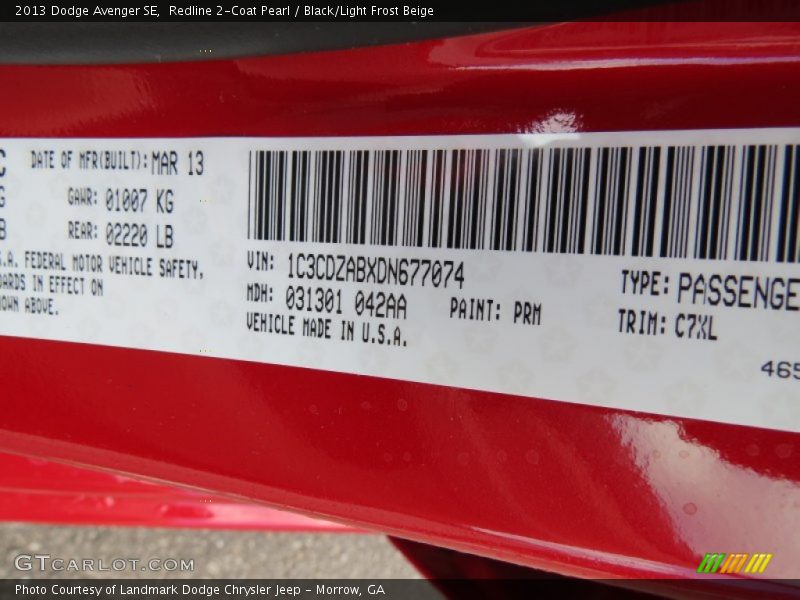 2013 Dodge Avenger SE,  Redline 2-Coat Pearl / Black/Light Frost Beige
DATE OF MFR(BUILT): MAR 13
GAWR: 01007 KG
REAR: 02220 LB
.A. FEDERAL MOTOR VEHICLE SAFETY,
ARDS IN EFFECT ON
OWN ABOVE.
VIN: 1C3CDZABXDN677074
MDH: 031301 042AA
PAINT: PRM
VEHICLE MADE IN U.S.A.
TYPE: PASSENGE
TRIM: C7XL
465
GTCARLOT.COM
Photo Courtesy of Landmark Dodge Chrysler Jeep - Morrow, GA